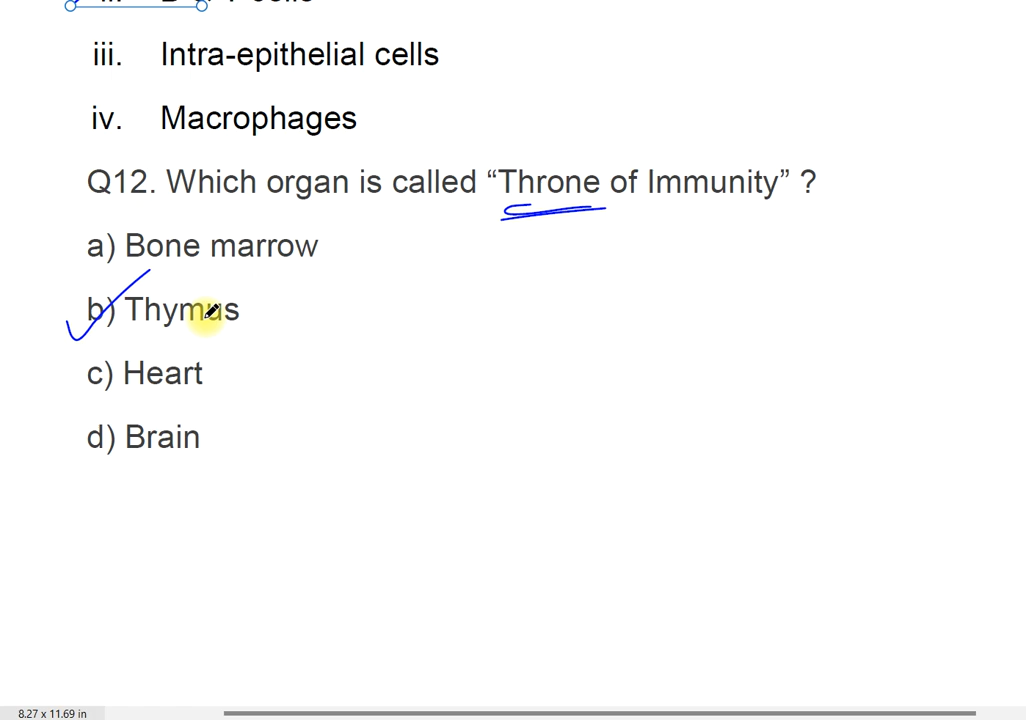 iii. Intra-epithelial cells
iv. Macrophages
Q12. Which organ is called “Throne of Immunity” ?
a) Bone marrow
b) Thymus
c) Heart
d) Brain
8.27 x 11.69 in